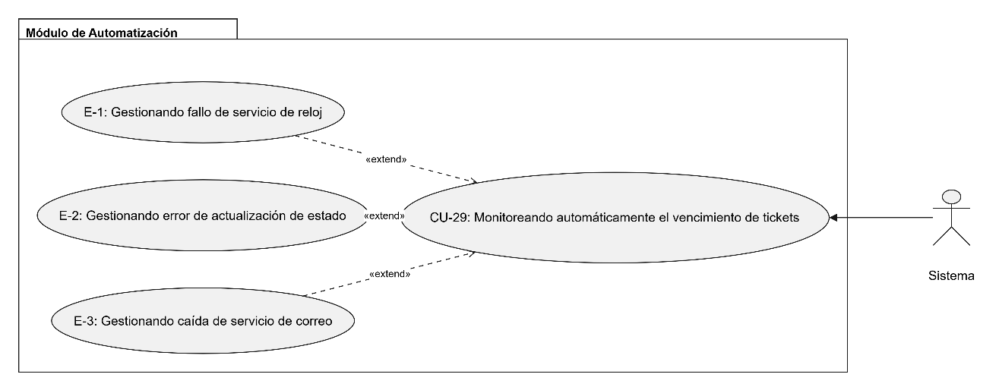 Módulo de Automatización
E-1: Gestionando fallo de servicio de reloj
«extend»
E-2: Gestionando error de actualización de estado
«extend»
CU-29: Monitoreando automáticamente el vencimiento de tickets
«extend»
E-3: Gestionando caída de servicio de correo
Sistema